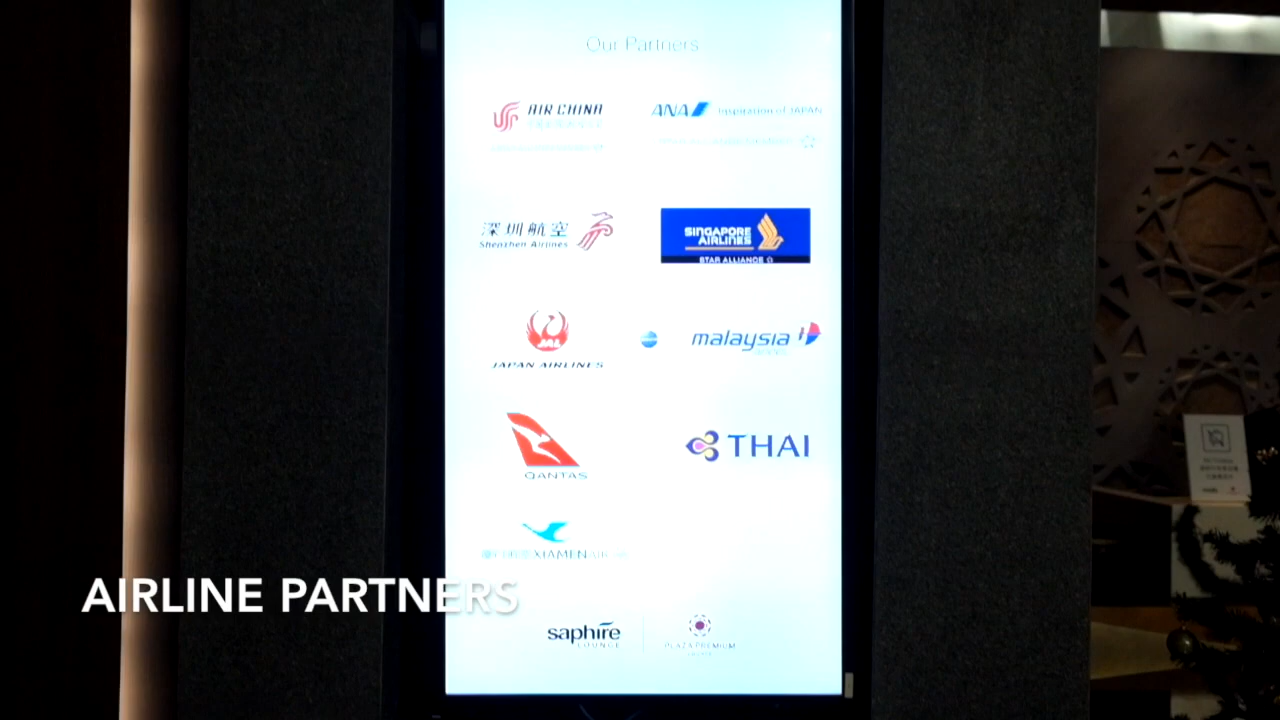 Our Partners
AIR CHINA
ANA Inspiration of JAPAN
深圳航空
Shenzhen Airlines
SINGAPORE
AIRLINES
STAR ALLIANCE
JAL
JAPAN AIRLINES
malaysia
QANTAS
THAI
XIAMEN
AIRLINE PARTNERS
saphire
LOUNGE
PLAZA PREMIUM